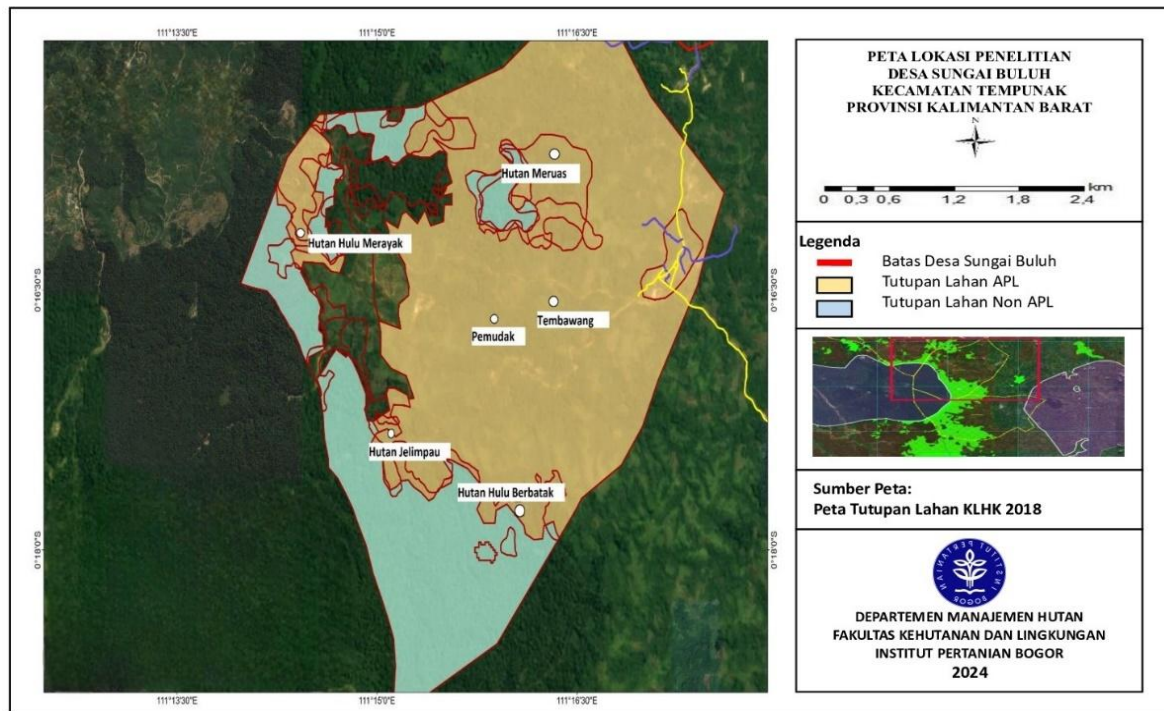 111°13'30"E
111°15'0"E
111°16'30"E
0°16'30"S
0°18'0"S
0°16'30"S
0°18'0"S
Hutan Meruas
Hutan Hulu Merayak
Tembawang
Pemudak
Hutan Jelimpau
Hutan Hulu Berbatak
111°13'30"E
111°15'0"E
111°16'30"E
PETA LOKASI PENELITIAN
DESA SUNGAI BULUH
KECAMATAN TEMPUNAK
PROVINSI KALIMANTAN BARAT
N
km
0 0,3 0,6 1,2 1,8 2,4
Legenda
Batas Desa Sungai Buluh
Tutupan Lahan APL
Tutupan Lahan Non APL
Sumber Peta:
Peta Tutupan Lahan KLHK 2018
INSTITUT PERTANIAN
BOGOR
DEPARTEMEN MANAJEMEN HUTAN
FAKULTAS KEHUTANAN DAN LINGKUNGAN
INSTITUT PERTANIAN BOGOR
2024